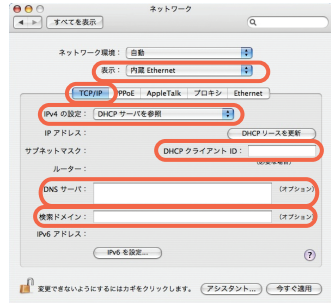 ネットワーク
すべてを表示
ネットワーク環境： 自動
表示： 内蔵 Ethernet
TCP/IP PPPoE AppleTalk プロキシ Ethernet
IPv4 の設定： DHCP サーバを参照
IP アドレス： DHCP リースを更新
サブネットマスク： DHCP クライアント ID：
(必要な場合)
ルーター：
DNS サーバ： (オプション)
検索ドメイン： (オプション)
IPv6 アドレス：
IPv6 を設定... ?
変更できないようにするにはカギをクリックします。 アシスタント... 今すぐ適用